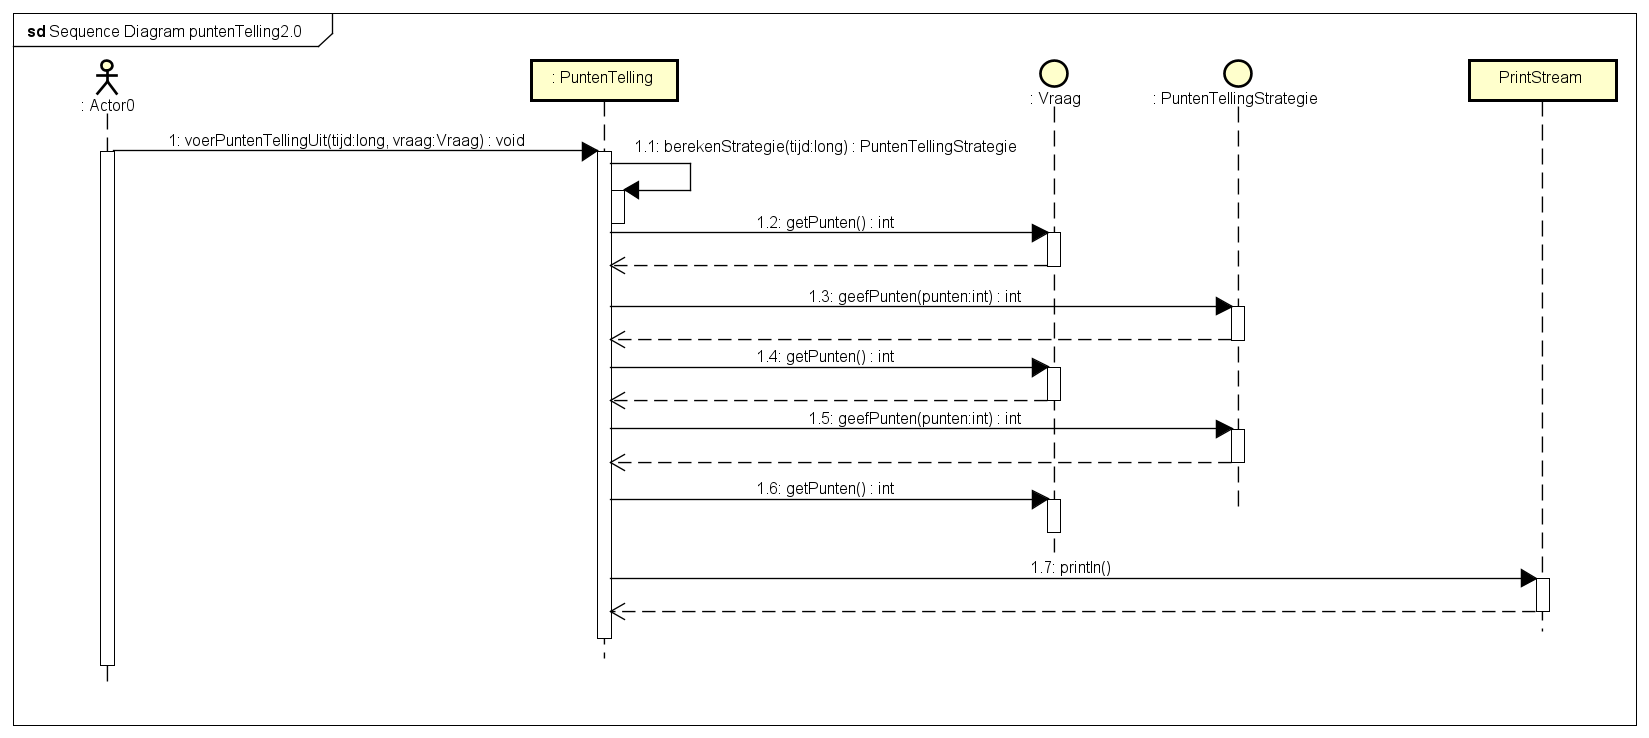 sd Sequence Diagram puntenTelling2.0
: Actor0
: PuntenTelling
: Vraag
: PuntenTellingStrategie
PrintStream
1: voerPuntenTellingUit(tijd:long, vraag:Vraag) : void
1.1: berekenStrategie(tijd:long) : PuntenTellingStrategie
1.2: getPunten() : int
1.3: geefPunten(punten:int) : int
1.4: getPunten() : int
1.5: geefPunten(punten:int) : int
1.6: getPunten() : int
1.7: println()